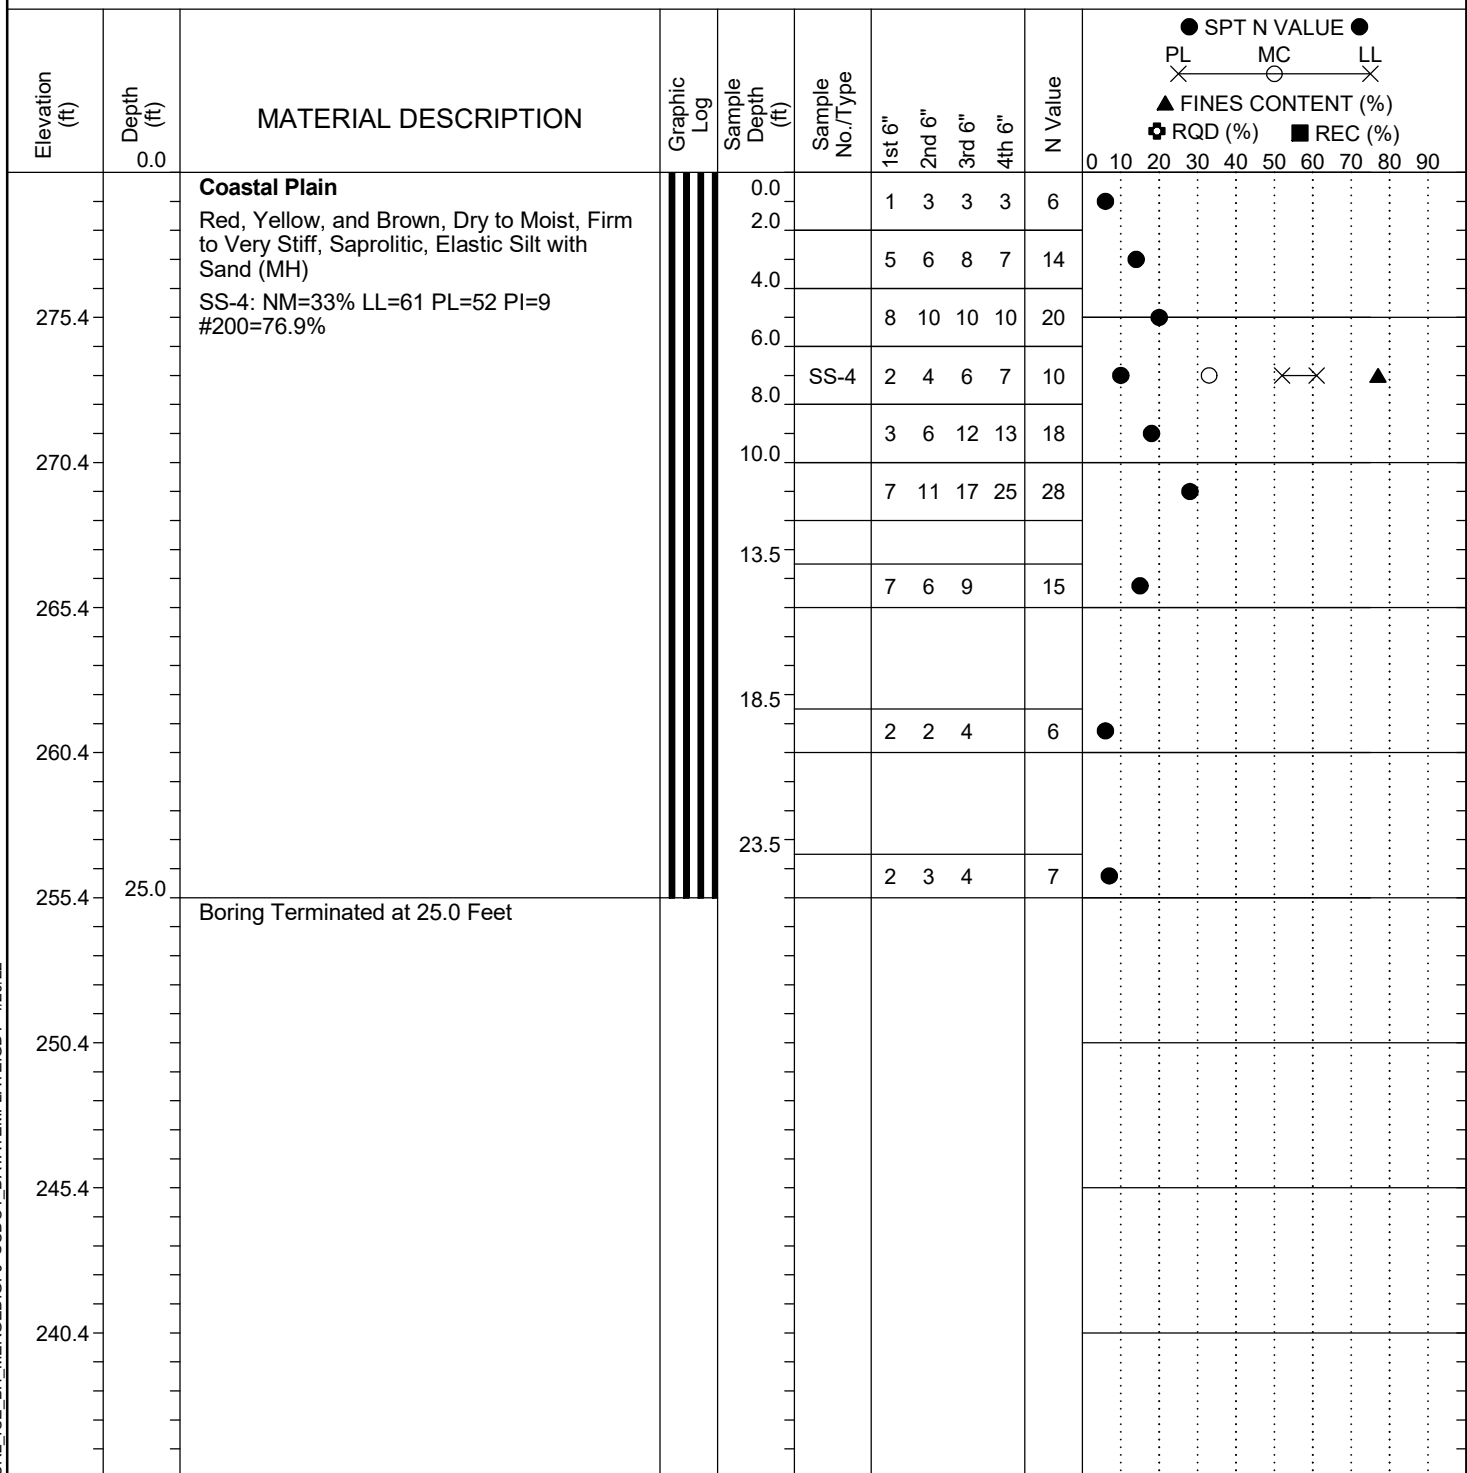 ● SPT N VALUE ●
PL MC LL
▲ FINES CONTENT (%)
RQD (%) ■ REC (%)
Elevation (ft)
Depth (ft)
0.0
MATERIAL DESCRIPTION
Graphic Log
Sample Depth (ft)
Sample No./Type
1st 6"
2nd 6"
3rd 6"
4th 6"
N Value
0 10 20 30 40 50 60 70 80 90
Coastal Plain
Red, Yellow, and Brown, Dry to Moist, Firm
to Very Stiff, Saprolitic, Elastic Silt with
Sand (MH)
SS-4: NM=33% LL=61 PL=52 PI=9
#200=76.9%
0.0
1 3 3 3 6
2.0
5 6 8 7 14
4.0
275.4
8 10 10 10 20
6.0
SS-4 2 4 6 7 10
8.0
3 6 12 13 18
10.0
270.4
7 11 17 25 28
13.5
7 6 9 15
265.4
18.5
2 2 4 6
260.4
23.5
2 3 4 7
255.4 25.0
Boring Terminated at 25.0 Feet
250.4
245.4
240.4